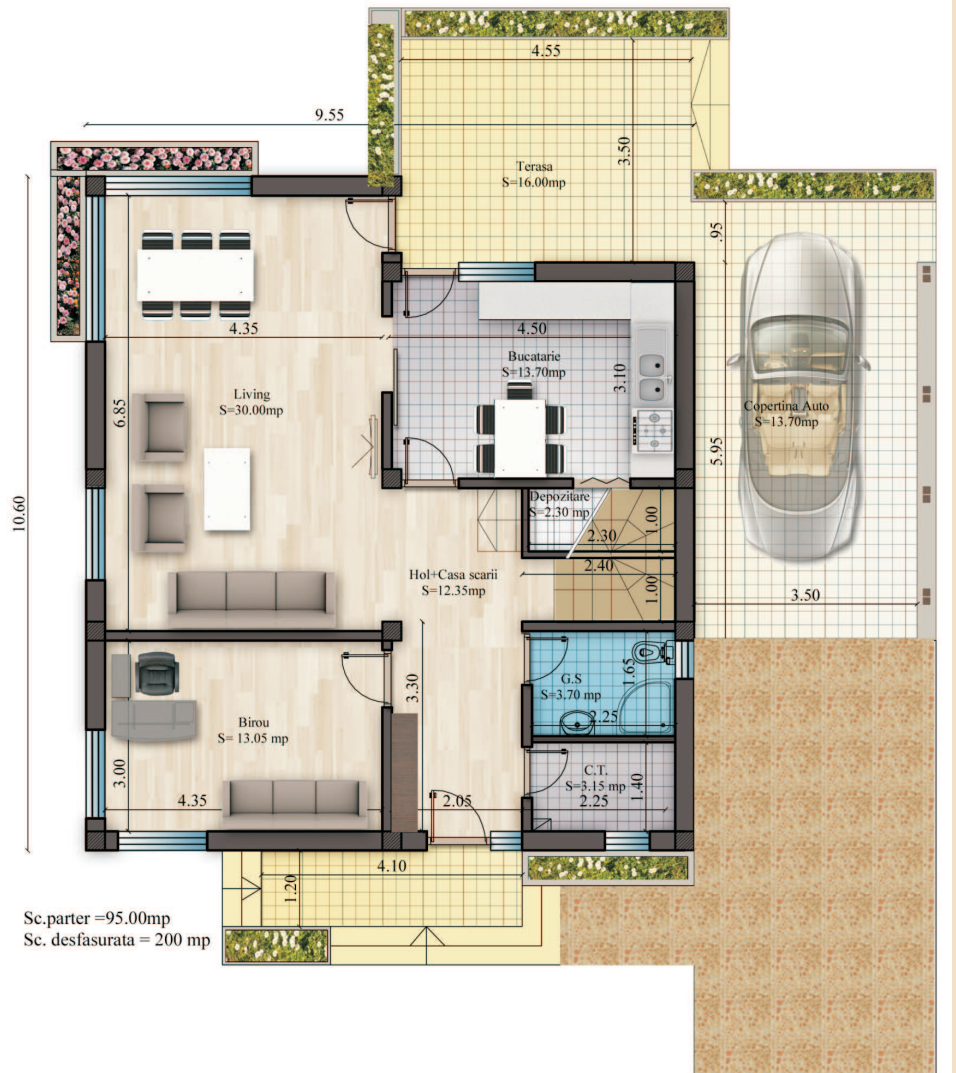 4.55
9.55
3.50
Terasa
S=16.00mp
.95
4.35
4.50
Bucatarie
S=13.70mp
3.10
Living
S=30.00mp
6.85
Copertina Auto
S=13.70mp
5.95
10.60
Depozitare
S=2.30 mp
2.30
1.00
2.40
Hol+Casa scarii
S=12.35mp
1.00
3.50
3.30
1.65
G.S
S=3.70 mp
2.25
Birou
S= 13.05 mp
3.00
4.35
2.05
C.T.
S=3.15 mp
1.40
2.25
4.10
1.20
Sc.parter =95.00mp
Sc. desfasurata = 200 mp